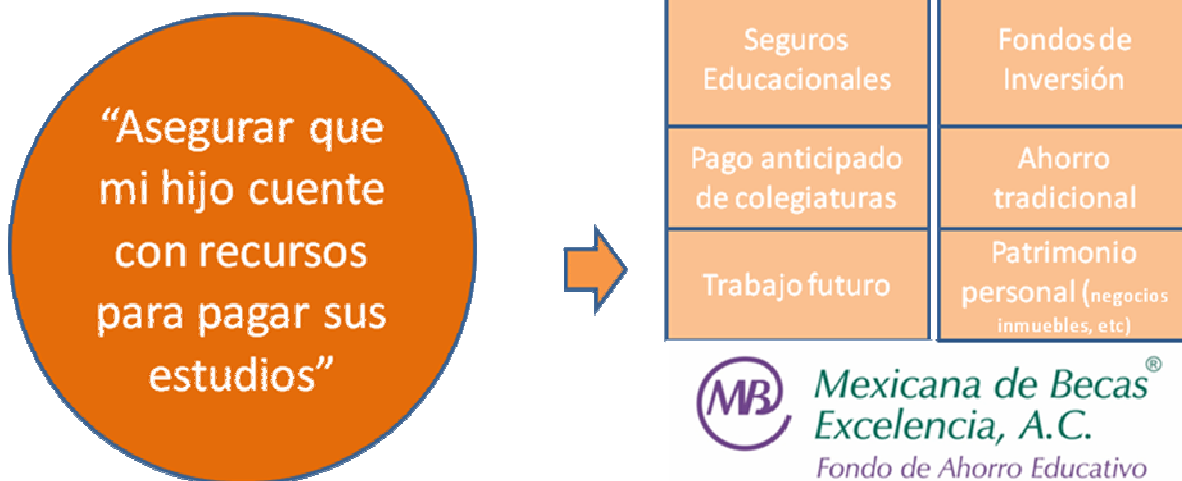 “Asegurar que
mi hijo cuente
con recursos
para pagar sus
estudios”
Seguros
Educacionales
Fondos de
Inversión
Pago anticipado
de colegiaturas
Ahorro
tradicional
Trabajo futuro
Patrimonio
personal (negocios
inmuebles, etc)
MB
Mexicana de Becas®
Excelencia, A.C.
Fondo de Ahorro Educativo